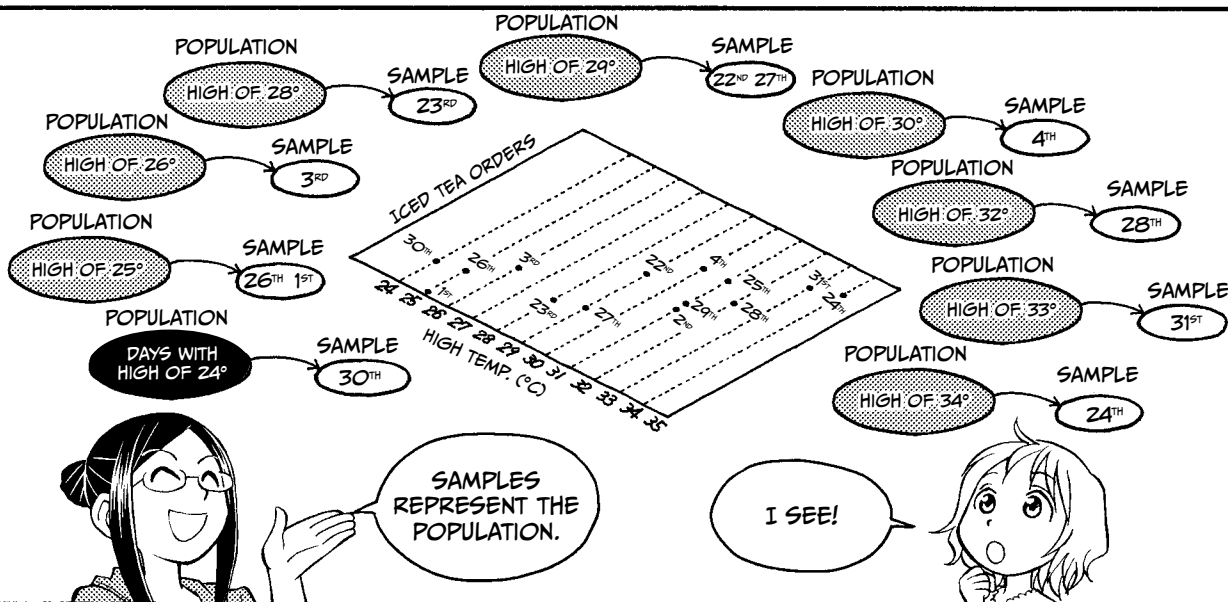 POPULATION
HIGH OF 28°
SAMPLE
23RD
POPULATION
HIGH OF 29°
SAMPLE
22ND 27TH
POPULATION
HIGH OF 30°
SAMPLE
4TH
POPULATION
HIGH OF 26°
SAMPLE
3RD
POPULATION
HIGH OF 32°
SAMPLE
28TH
POPULATION
HIGH OF 25°
SAMPLE
26TH 1ST
POPULATION
HIGH OF 33°
SAMPLE
31ST
POPULATION
DAYS WITH
HIGH OF 24°
SAMPLE
30TH
POPULATION
HIGH OF 34°
SAMPLE
24TH
ICED TEA ORDERS
30TH
26TH
3RD
1ST
22ND
4TH
25TH
31ST
24TH
23RD
27TH
29TH
2ND
28TH
24 25 26 27 28 29 30 31 32 33 34 35
HIGH TEMP. (°C)
SAMPLES
REPRESENT THE
POPULATION.
I SEE!